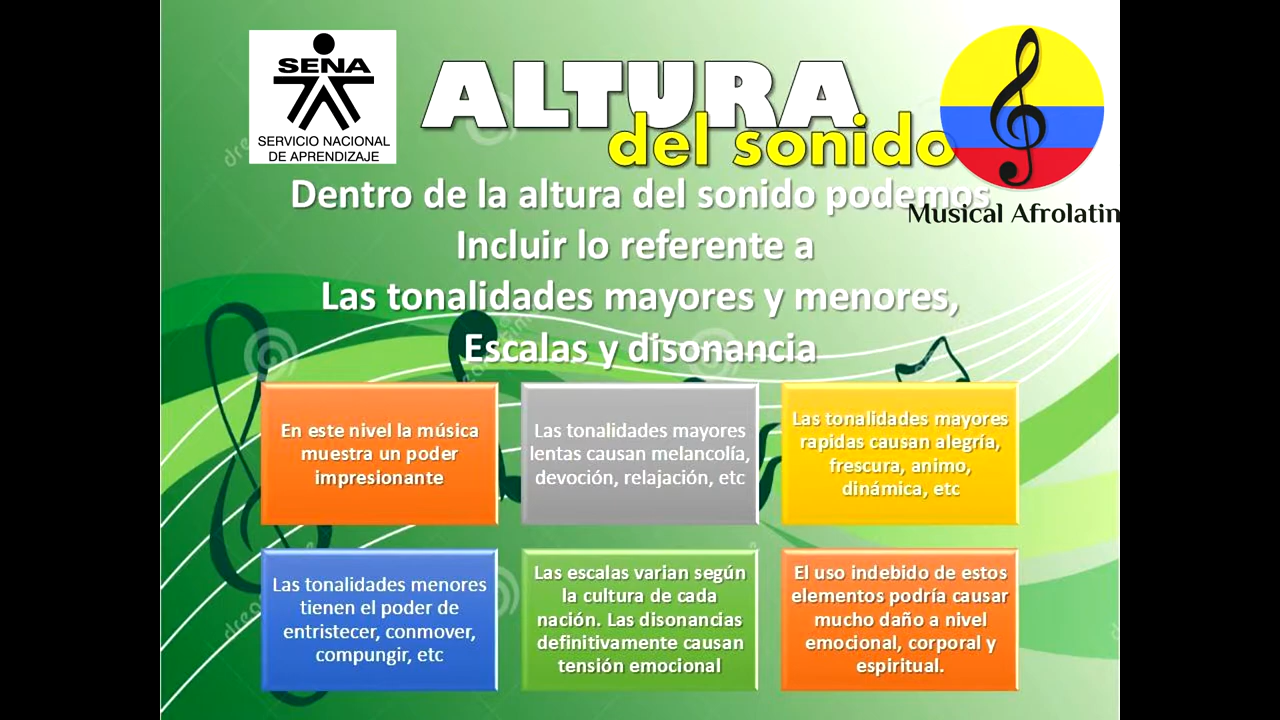 SENA
SERVICIO NACIONAL
DE APRENDIZAJE
ALTURA
del sonido
Musical Afrolatin
Dentro de la altura del sonido podemos
Incluir lo referente a
Las tonalidades mayores y menores,
Escalas y disonancia
En este nivel la música
muestra un poder
impresionante
Las tonalidades mayores
lentas causan melancolía,
devoción, relajación, etc
Las tonalidades mayores
rapidas causan alegría,
frescura, animo,
dinámica, etc
Las tonalidades menores
tienen el poder de
entristecer, conmover,
compungir, etc
Las escalas varian según
la cultura de cada
nación. Las disonancias
definitivamente causan
tensión emocional
El uso indebido de estos
elementos podría causar
mucho daño a nivel
emocional, corporal y
espiritual.